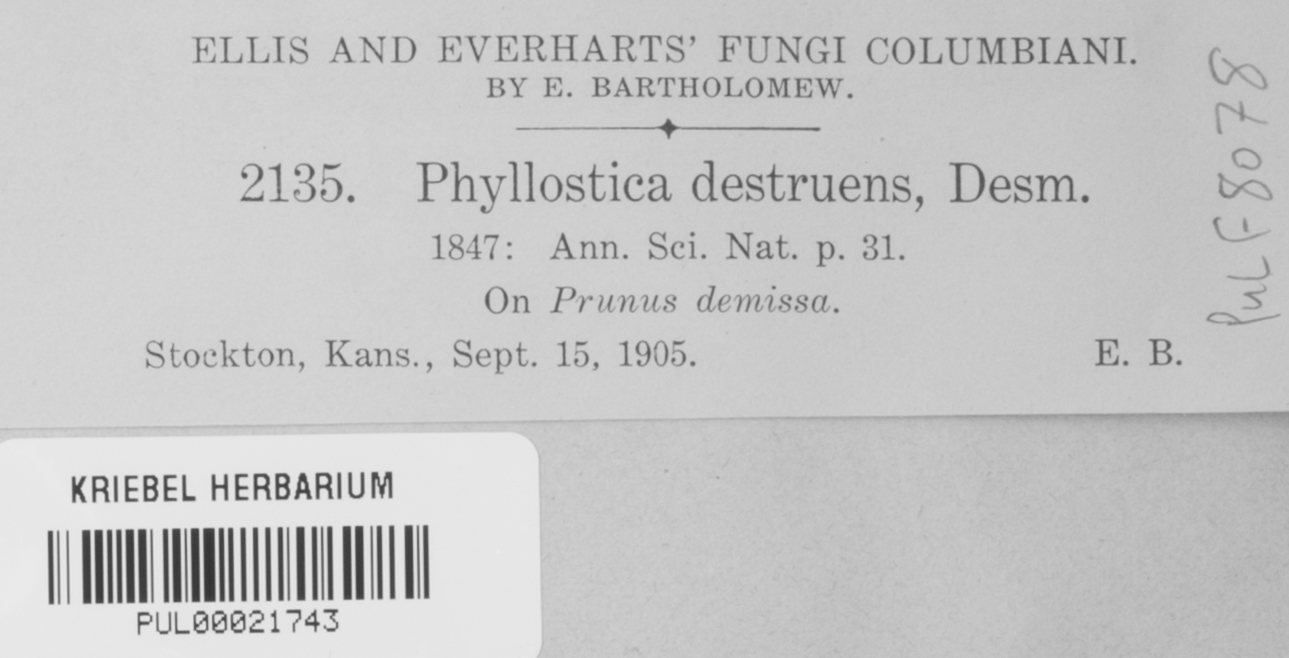 ELLIS AND EVERHARTS' FUNGI COLUMBIANI.
BY E. BARTHOLOMEW.
2135. Phyllostica destruens, Desm.
1847: Ann. Sci. Nat. p. 31.
On Prunus demissa.
Stockton, Kans., Sept. 15, 1905. E. B.
PUL F8078
KRIEBEL HERBARIUM
PUL00021743